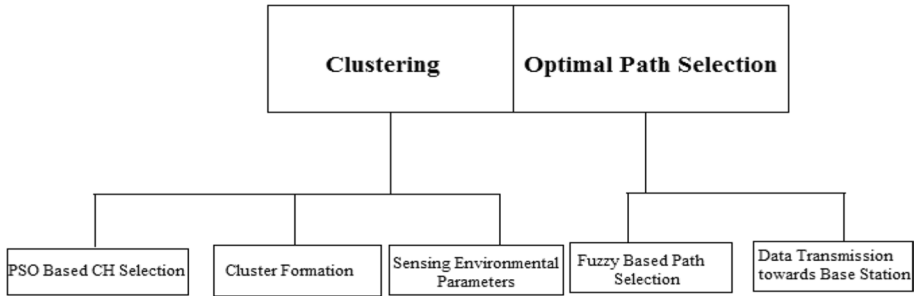 Clustering
Optimal Path Selection
PSO Based CH Selection
Cluster Formation
Sensing Environmental
Parameters
Fuzzy Based Path
Selection
Data Transmission
towards Base Station